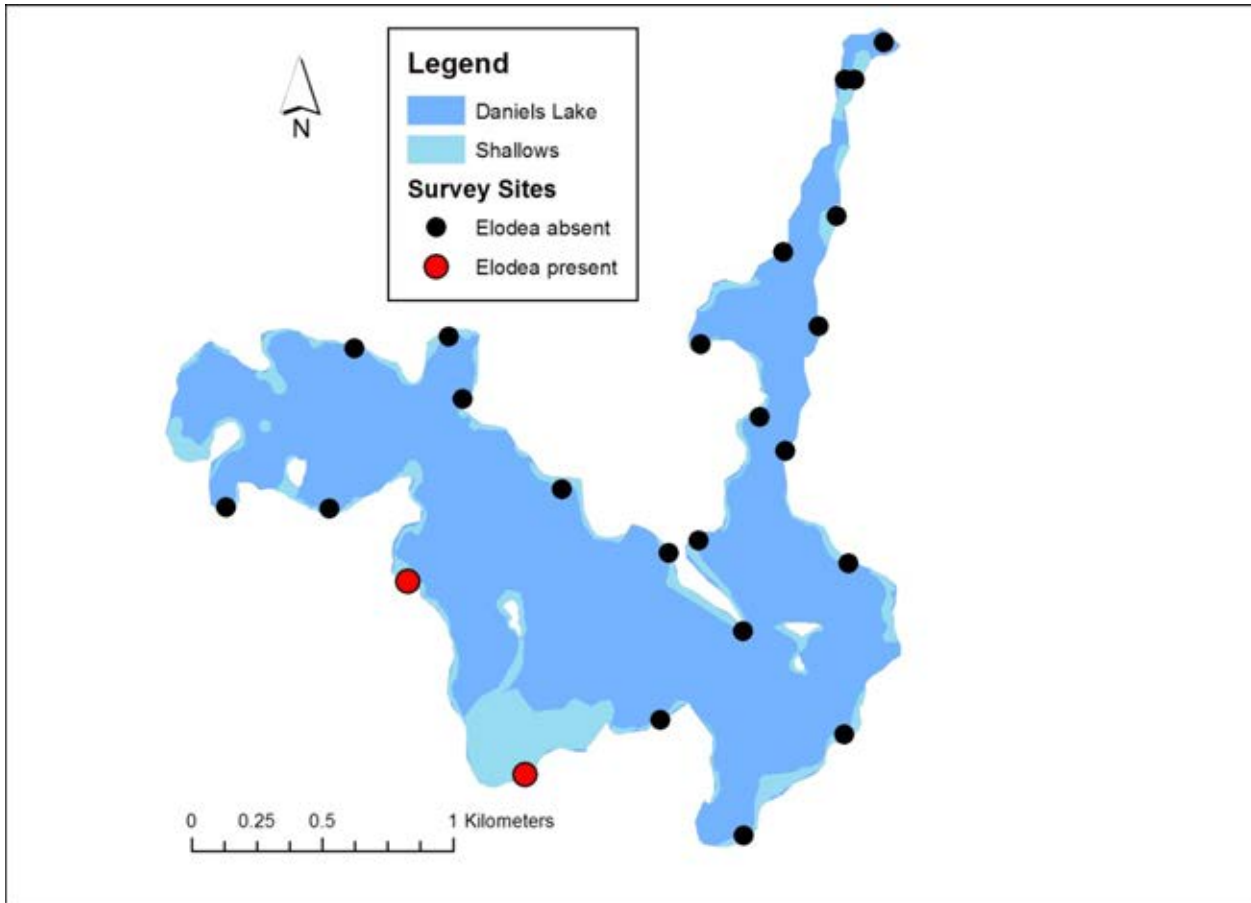 Legend
Daniels Lake
Shallows
Survey Sites
Elodea absent
Elodea present
N
0 0.25 0.5 1 Kilometers